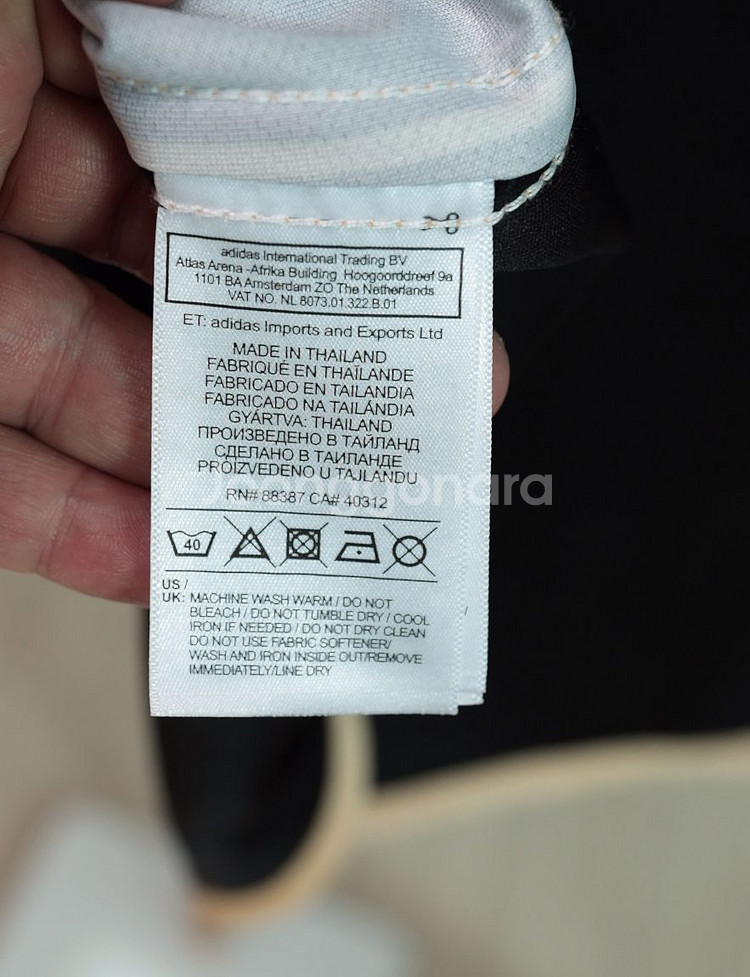 adidas International Trading BV
Atlas Arena -Afrika Building Hoogoorddreef 9a
1101 BA Amsterdam ZO The Netherlands
VAT NO. NL 8073.01.322.B.01
ET: adidas Imports and Exports Ltd
MADE IN THAILAND
FABRIQUÉ EN THAÏLANDE
FABRICADO EN TAILANDIA
FABRICADO NA TAILÂNDIA
GYÁRTVA: THAILAND
ПРОИЗВЕДЕНО В ТАЙЛАНД
СДЕЛАНО В ТАИЛАНДЕ
PROIZVEDENO U TAJLANDU
Joonggonara
RN# 88387 CA# 40312
40
US /
UK: MACHINE WASH WARM / DO NOT
BLEACH / DO NOT TUMBLE DRY / COOL
IRON IF NEEDED / DO NOT DRY CLEAN
DO NOT USE FABRIC SOFTENER/
WASH AND IRON INSIDE OUT/REMOVE
IMMEDIATELY/LINE DRY